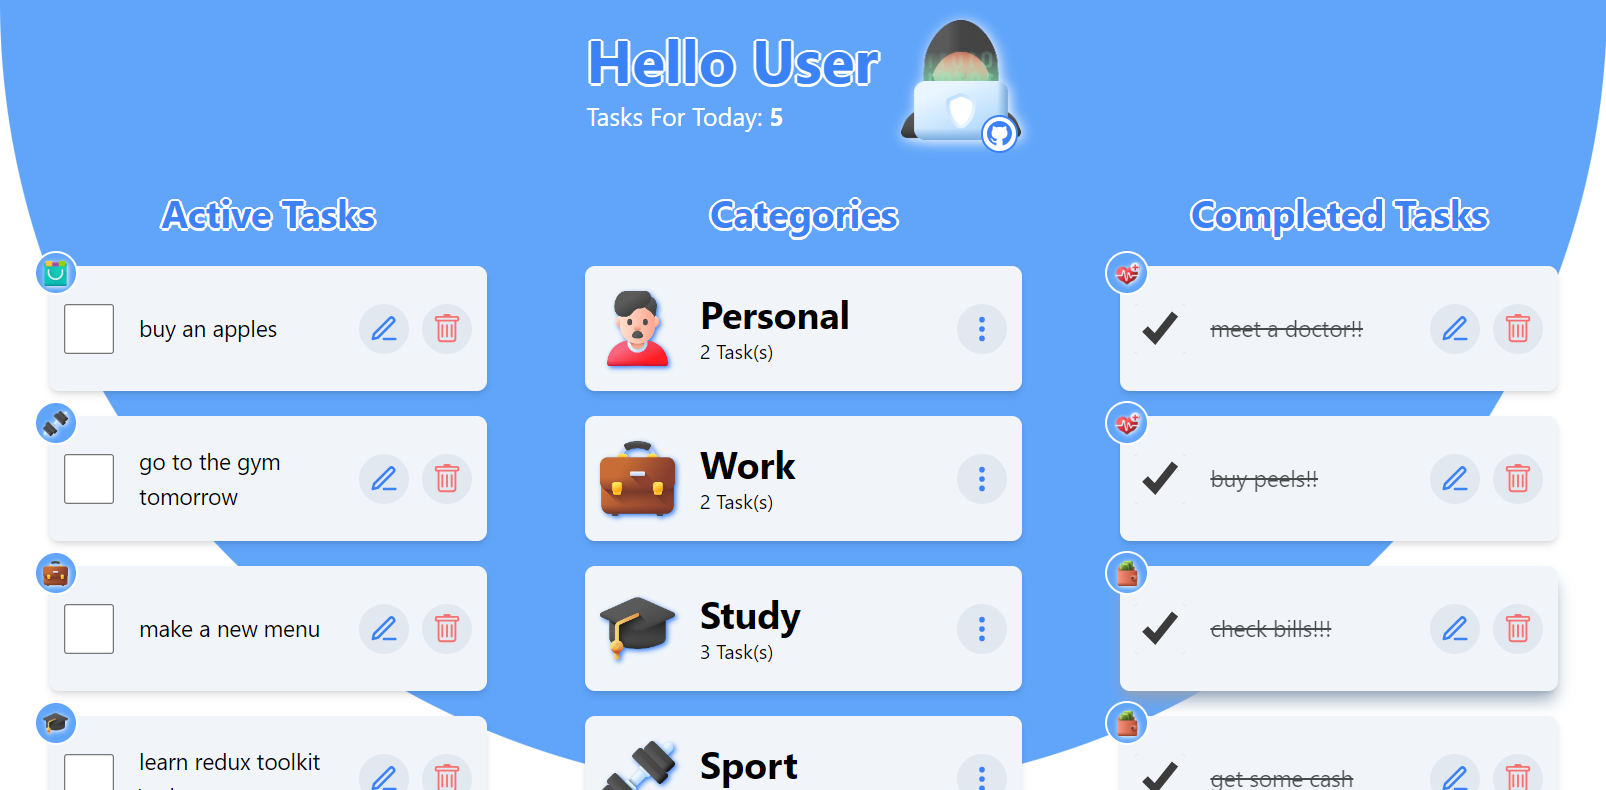 Hello User
Tasks For Today: 5
Active Tasks
buy an apples
go to the gym
tomorrow
make a new menu
learn redux toolkit
Categories
Personal
2 Task(s)
Work
2 Task(s)
Study
3 Task(s)
Sport
Completed Tasks
meet a doctor!!
buy peels!!
check bills!!!
get some cash